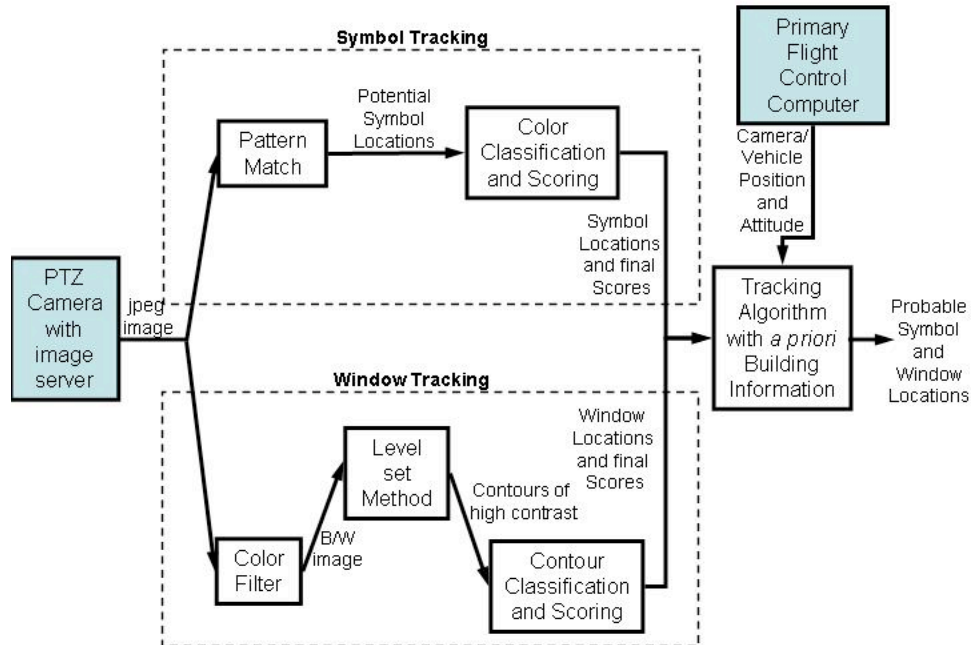 Symbol Tracking
Primary
Flight
Control
Computer
Potential
Symbol
Locations
Pattern
Match
Color
Classification
and Scoring
Camera/
Vehicle
Position
and
Attitude
Symbol
Locations
and final
Scores
PTZ
Camera
with
image
server
jpeg
image
Tracking
Algorithm
with a priori
Building
Information
Probable
Symbol
and
Window
Locations
Window Tracking
Level
set
Method
Window
Locations
and final
Scores
Contours of
high contrast
B/W
image
Color
Filter
Contour
Classification
and Scoring